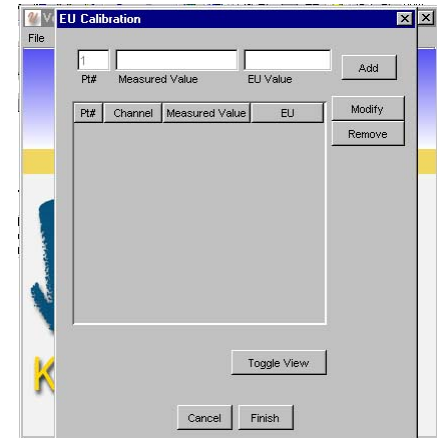 EU Calibration
File
1
Pt# Measured Value EU Value
Add
Pt# Channel Measured Value EU
Modify
Remove
Toggle View
Cancel Finish
K